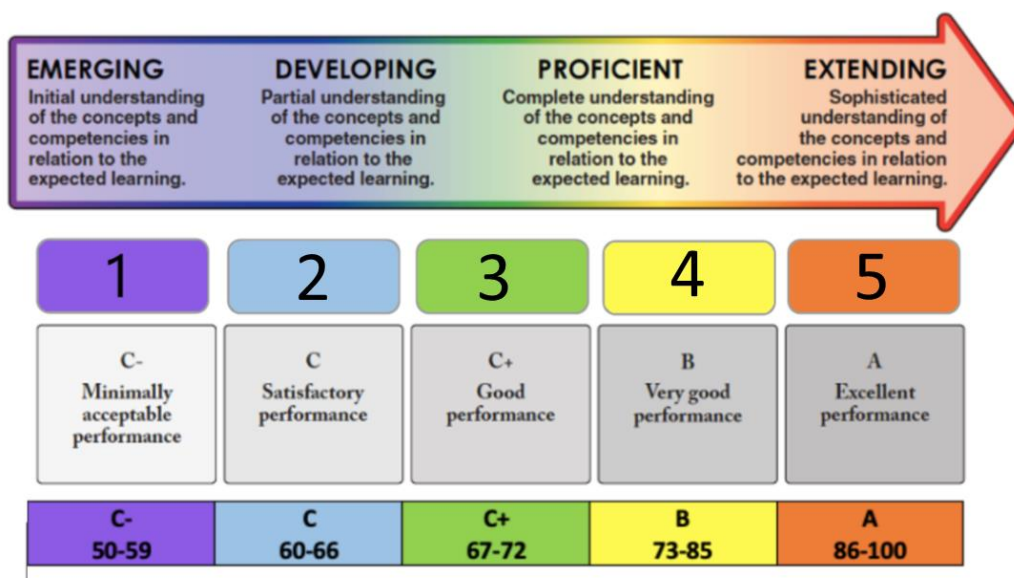 EMERGING
Initial understanding
of the concepts and
competencies in
relation to the
expected learning.
DEVELOPING
Partial understanding
of the concepts and
competencies in
relation to the
expected learning.
PROFICIENT
Complete understanding
of the concepts and
competencies in
relation to the
expected learning.
EXTENDING
Sophisticated
understanding of
the concepts and
competencies in relation
to the expected learning.
1
2
3
4
5
C-
Minimally
acceptable
performance
C
Satisfactory
performance
C+
Good
performance
B
Very good
performance
A
Excellent
performance
C-
50-59
C
60-66
C+
67-72
B
73-85
A
86-100